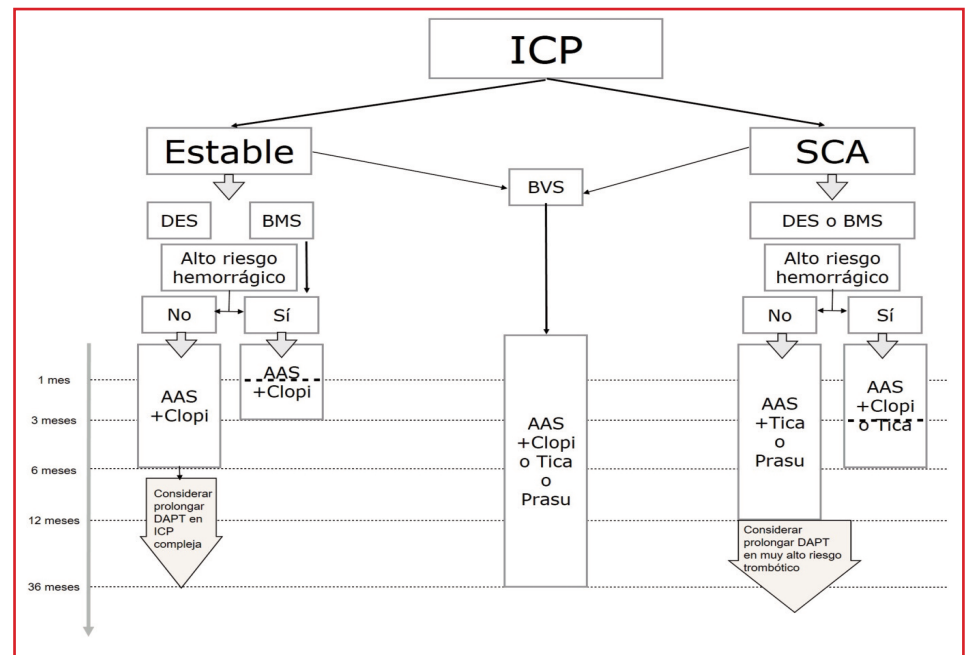 ICP
Estable
SCA
BVS
DES
BMS
DES o BMS
Alto riesgo
hemorrágico
Alto riesgo
hemorrágico
No
Sí
No
Sí
1 mes
3 meses
6 meses
12 meses
36 meses
AAS
+Clopi
AAS
+Clopi
AAS
+Clopi
o Tica
o
Prasu
AAS
+Tica
o
Prasu
AAS
+Clopi
o Tica
Considerar
prolongar
DAPT en
ICP
compleja
Considerar
prolongar DAPT
en muy alto riesgo
trombótico